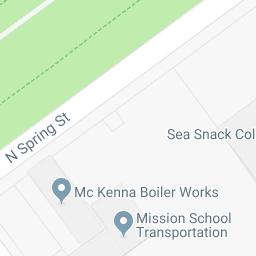 N Spring St
Sea Snack Col
Mc Kenna Boiler Works
Mission School
Transportation